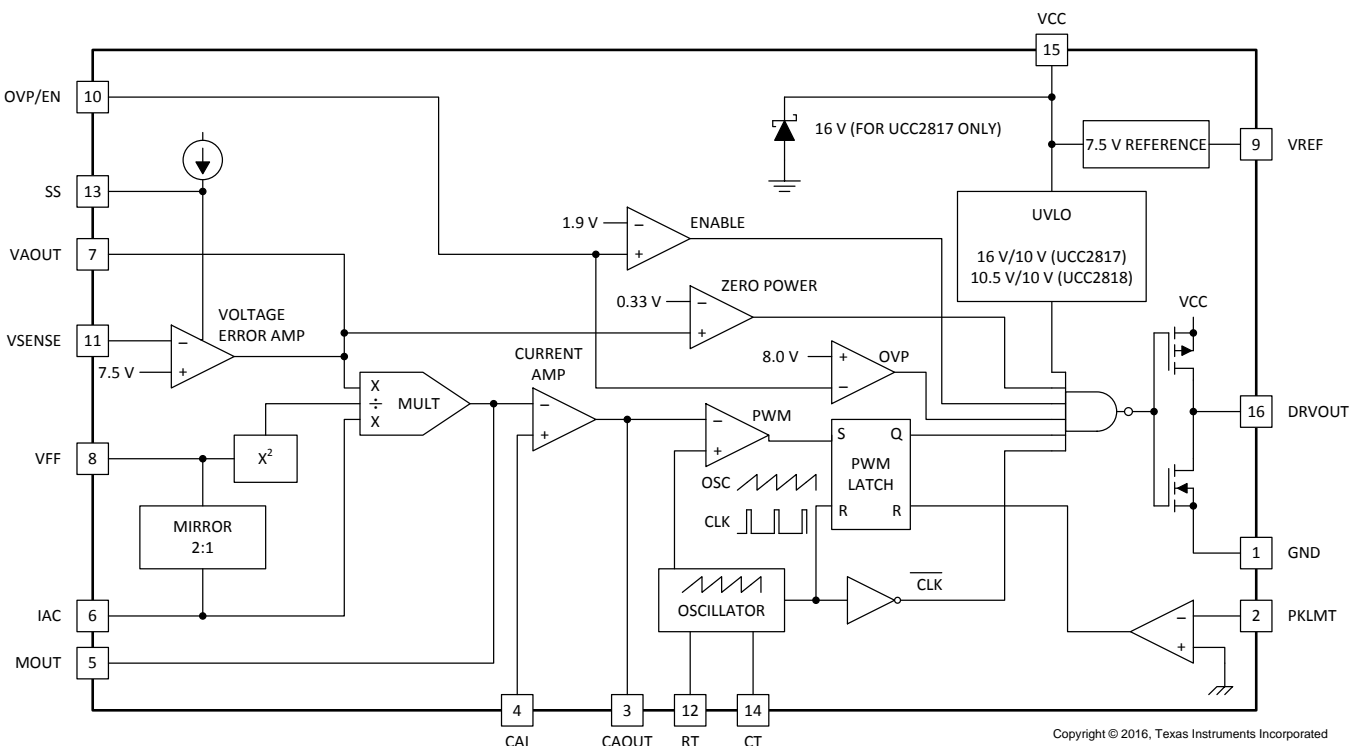 VCC
15
OVP/EN
10
16 V (FOR UCC2817 ONLY)
7.5 V REFERENCE
9
VREF
SS
13
UVLO
16 V/10 V (UCC2817)
10.5 V/10 V (UCC2818)
1.9 V
−
+
ENABLE
VAOUT
7
ZERO POWER
0.33 V
−
+
VCC
VSENSE
11
VOLTAGE
ERROR AMP
−
+
7.5 V
8.0 V
+
−
OVP
CURRENT
AMP
X
÷
X
MULT
−
+
−
+
PWM
16
DRVOUT
S
Q
PWM
LATCH
R
R
VFF
8
X²
OSC
CLK
MIRROR
2:1
1
GND
OSCILLATOR
CLK
IAC
6
−
+
2
PKLMT
MOUT
5
4
3
12
14
CAI
CAOUT
RT
CT
Copyright © 2016, Texas Instruments Incorporated